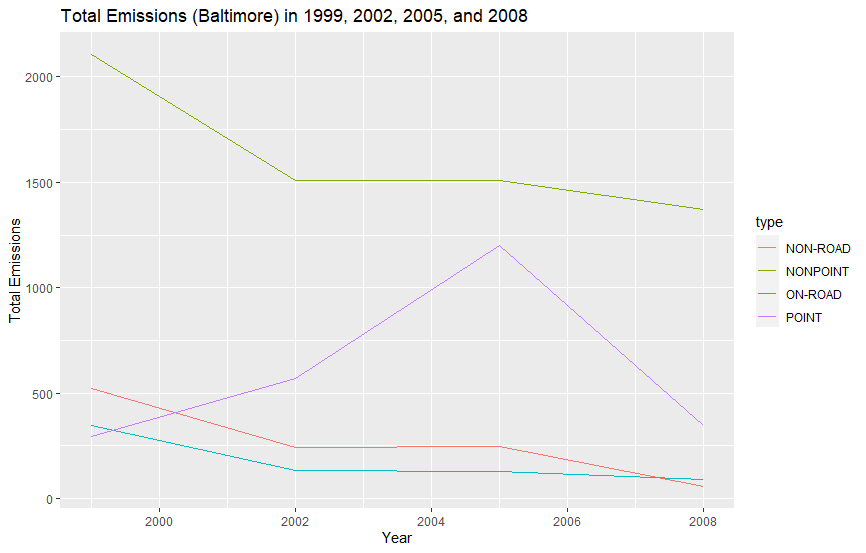 Total Emissions (Baltimore) in 1999, 2002, 2005, and 2008
Total Emissions
2000
1500
1000
500
0
2000
2002
2004
2006
2008
Year
type
NON-ROAD
NONPOINT
ON-ROAD
POINT